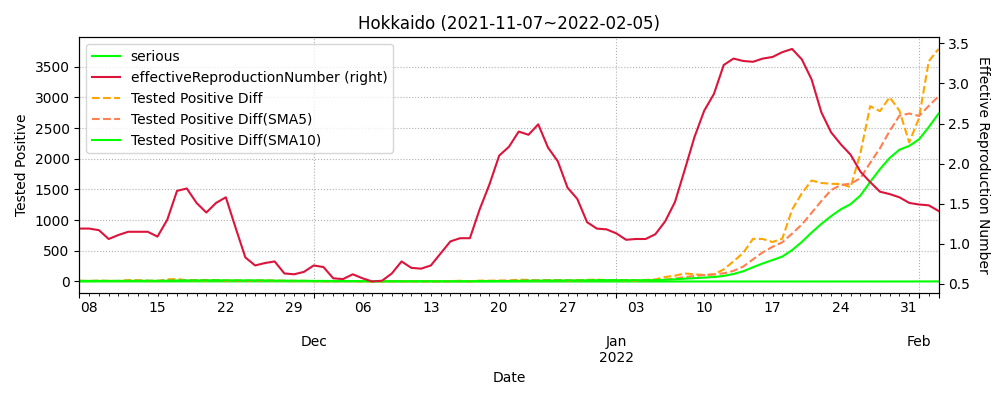 Hokkaido (2021-11-07~2022-02-05)
serious
effectiveReproductionNumber (right)
Tested Positive Diff
Tested Positive Diff(SMA5)
Tested Positive Diff(SMA10)
Tested Positive
3500
3000
2500
2000
1500
1000
500
0
3.5
3.0
2.5
2.0
1.5
1.0
0.5
Effective Reproduction Number
08 15 22 29 06 13 20 27 03 10 17 24 31
Dec Jan Feb
2022
Date